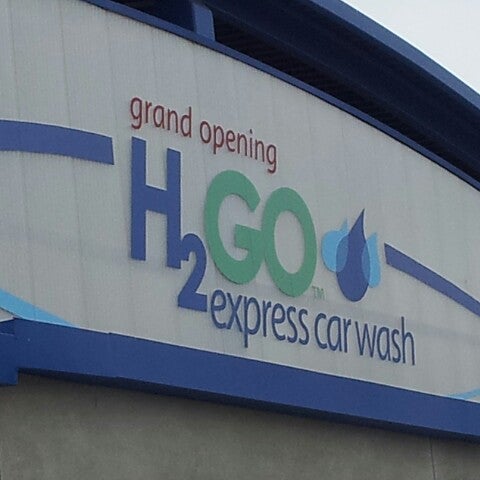 grand opening
H2GO™
express car wash